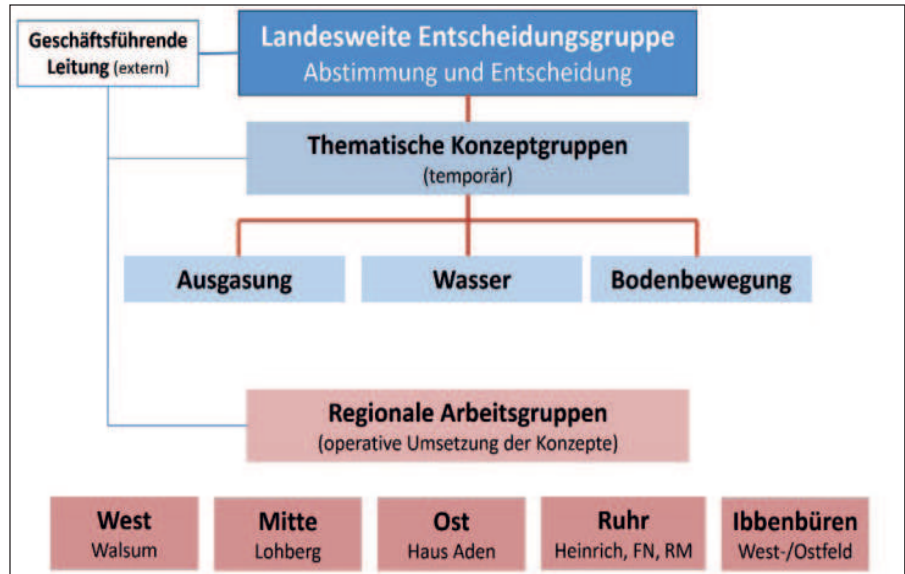 Geschäftsführende
Leitung (extern)
Landesweite Entscheidungsgruppe
Abstimmung und Entscheidung
Thematische Konzeptgruppen
(temporär)
Ausgasung
Wasser
Bodenbewegung
Regionale Arbeitsgruppen
(operative Umsetzung der Konzepte)
West
Walsum
Mitte
Lohberg
Ost
Haus Aden
Ruhr
Heinrich, FN, RM
Ibbenbüren
West-/Ostfeld